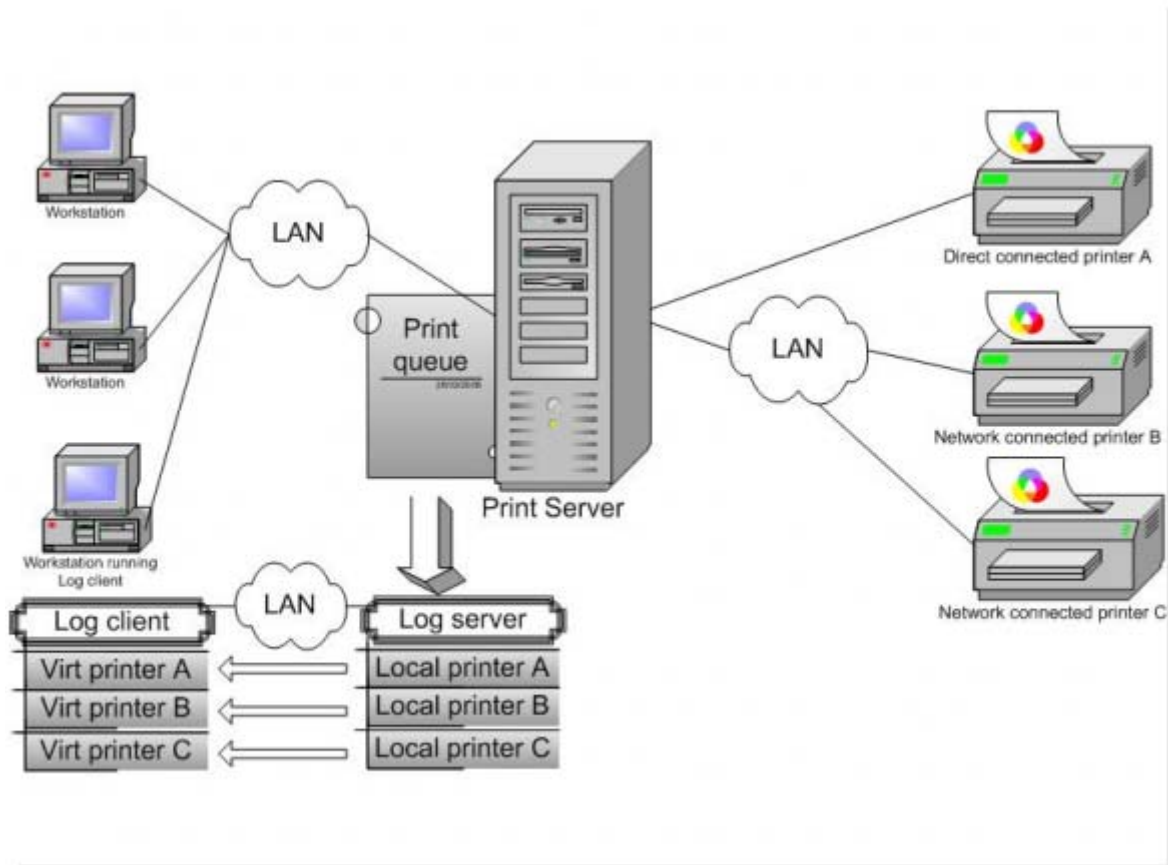 Workstation
LAN
Direct connected printer A
Print
queue
LAN
Workstation
Network connected printer B
Print Server
Workstation running
Log client
Network connected printer C
LAN
Log client
Log server
Virt printer A
Local printer A
Virt printer B
Local printer B
Virt printer C
Local printer C